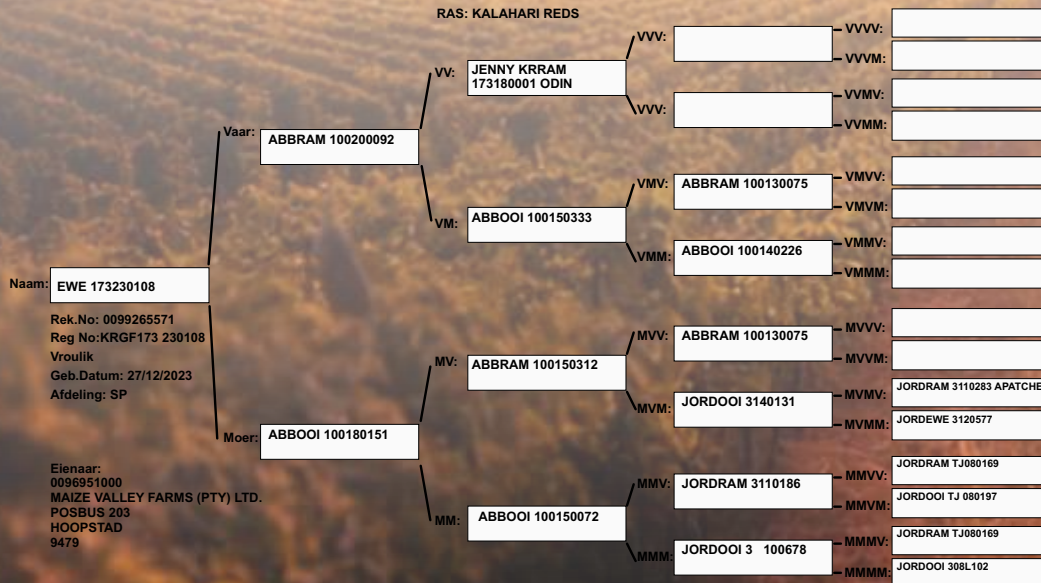 RAS: KALAHARI REDS
Naam:
EWE 173230108
Rek.No: 0099265571
Reg No:KRGF173 230108
Vroulik
Geb.Datum: 27/12/2023
Afdeling: SP
Eienaar:
0096951000
MAIZE VALLEY FARMS (PTY) LTD.
POSBUS 203
HOOPSTAD
9479
Vaar:
ABBRAM 100200092
Moer:
ABBOOI 100180151
VV:
JENNY KRRAM
173180001 ODIN
VM:
ABBOOI 100150333
MV:
ABBRAM 100150312
MM:
ABBOOI 100150072
VVV:
VVV:
VMV:
ABBRAM 100130075
VMM:
ABBOOI 100140226
MVV:
ABBRAM 100130075
MVM:
JORDOOI 3140131
MMV:
JORDRAM 3110186
MMM:
JORDOOI 3 100678
VVVV:
VVVM:
VVMV:
VVMM:
VMVV:
VMVM:
VMMV:
VMMM:
MVVV:
MVVM:
MVMV:
JORDRAM 3110283 APATCHE
MVMM:
JORDEWE 3120577
MMVV:
JORDRAM TJ080169
MMVM:
JORDOOI TJ 080197
MMMV:
JORDRAM TJ080169
MMMM:
JORDOOI 308L102